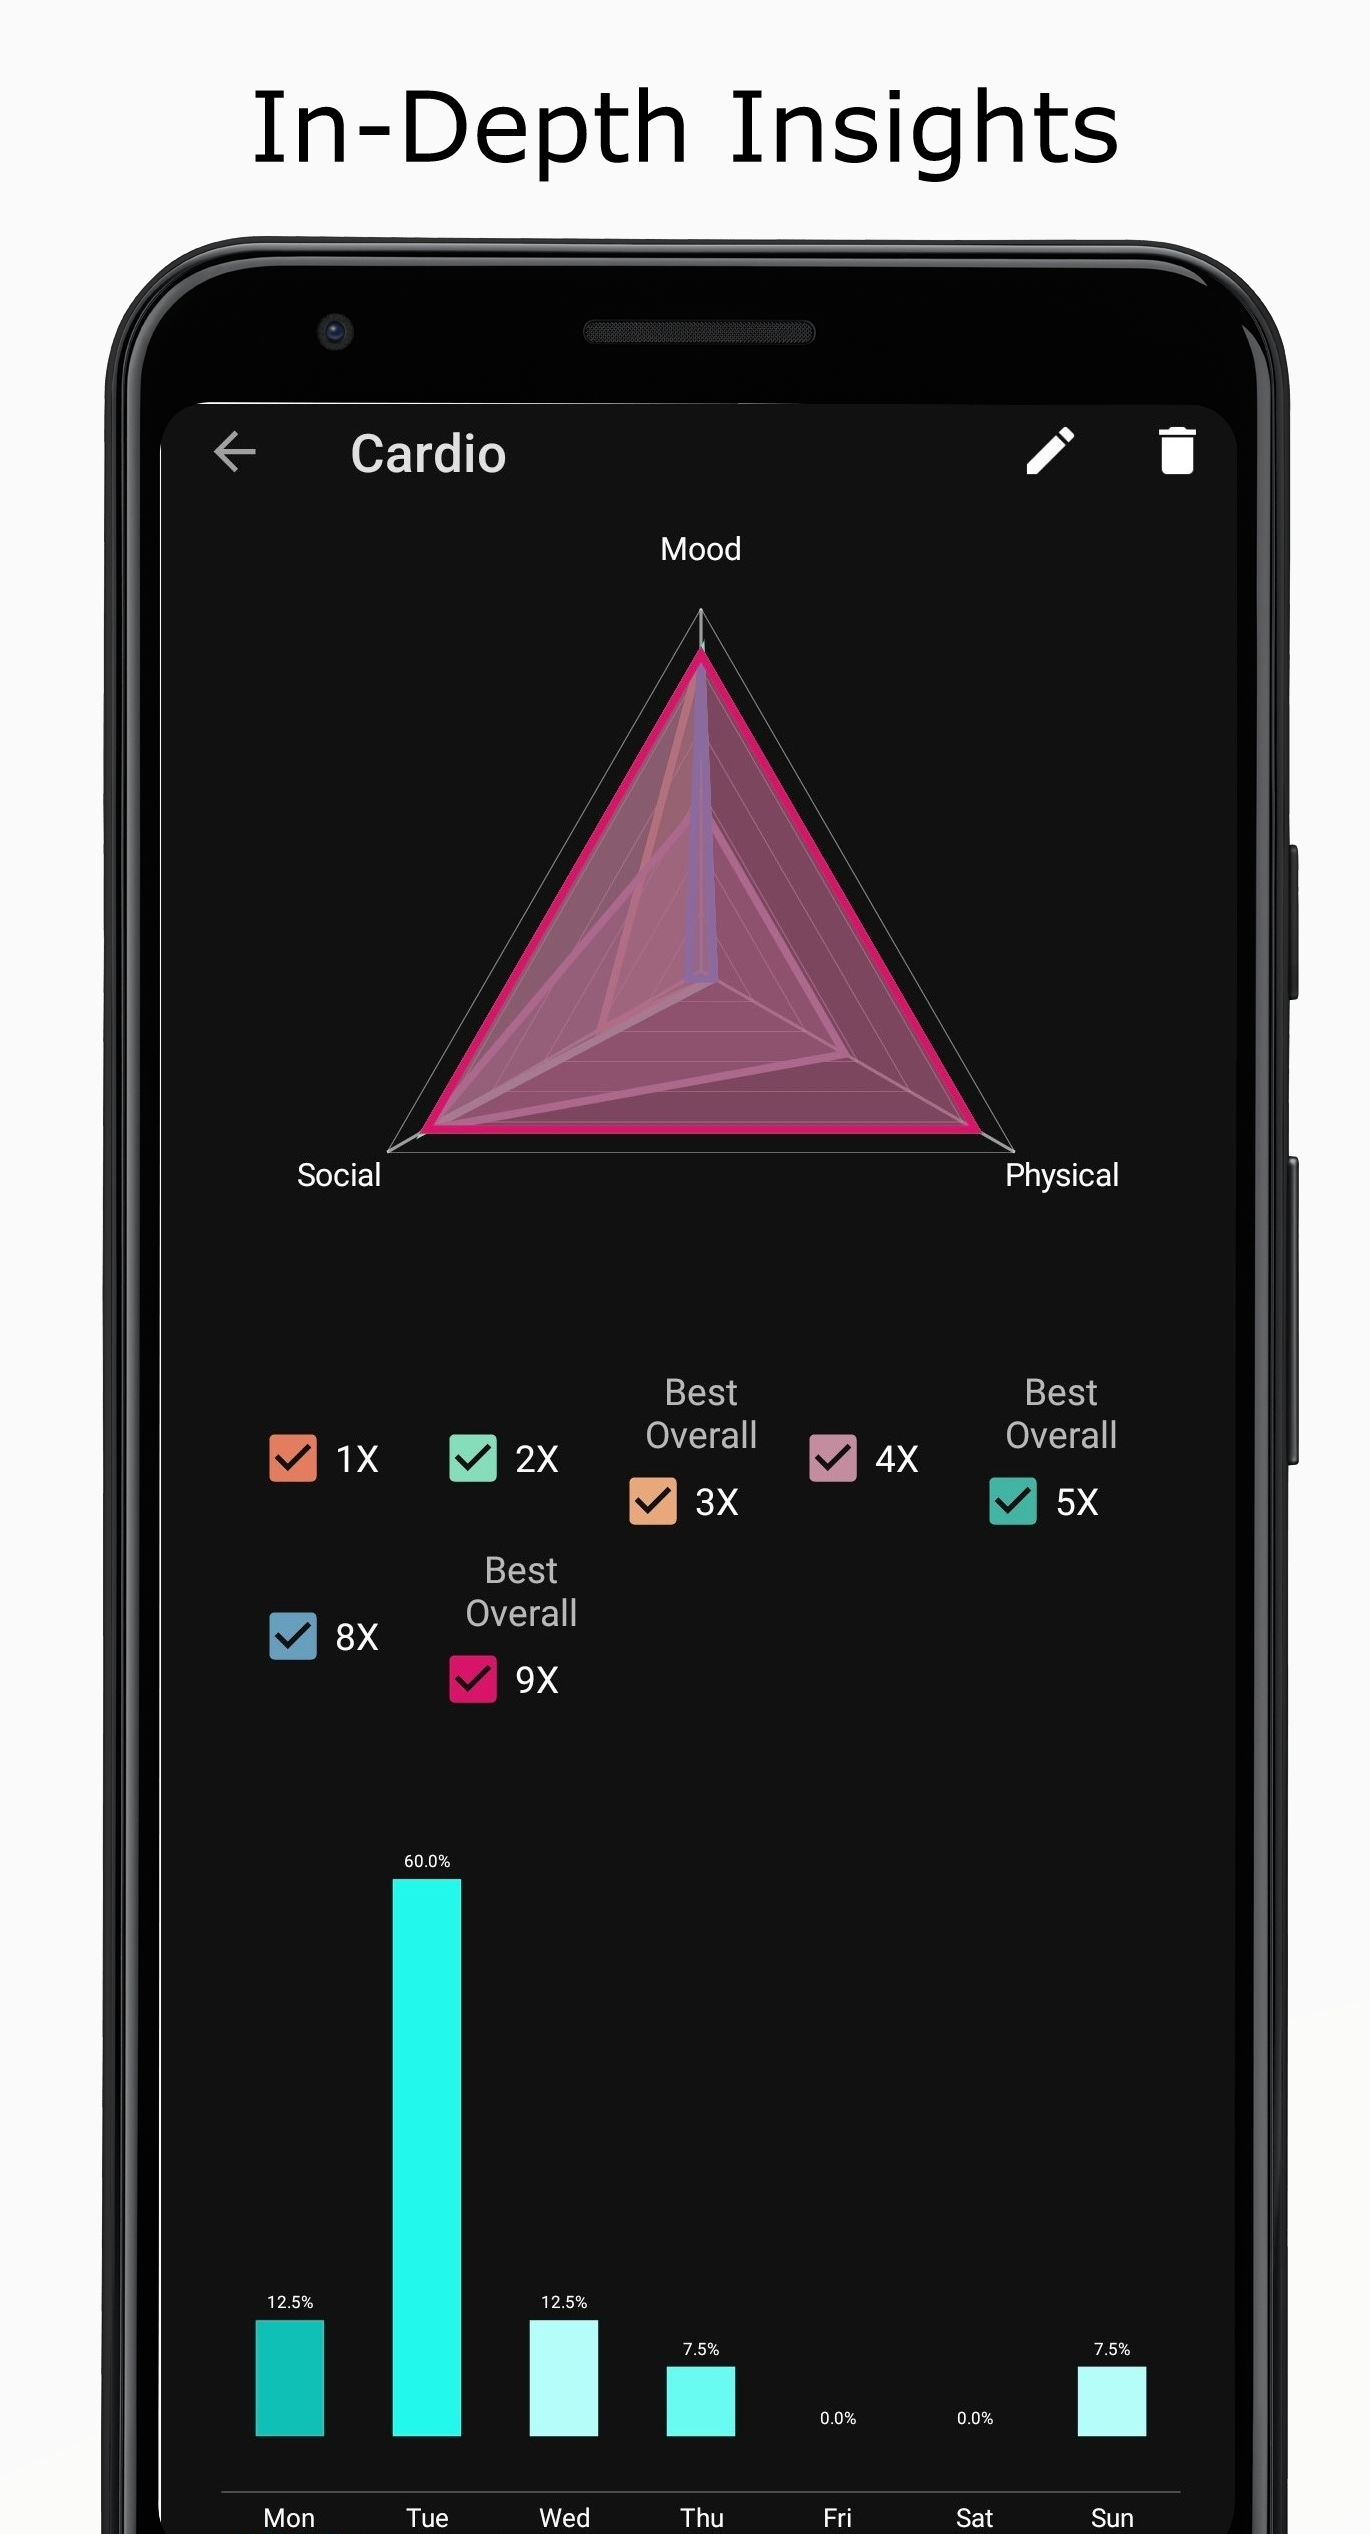 In-Depth Insights
Cardio
Mood
Social
Physical
1X
2X
Best
Overall
3X
4X
Best
Overall
5X
8X
Best
Overall
9X
60.0%
12.5%
12.5%
7.5%
0.0%
0.0%
7.5%
Mon Tue Wed Thu Fri Sat Sun